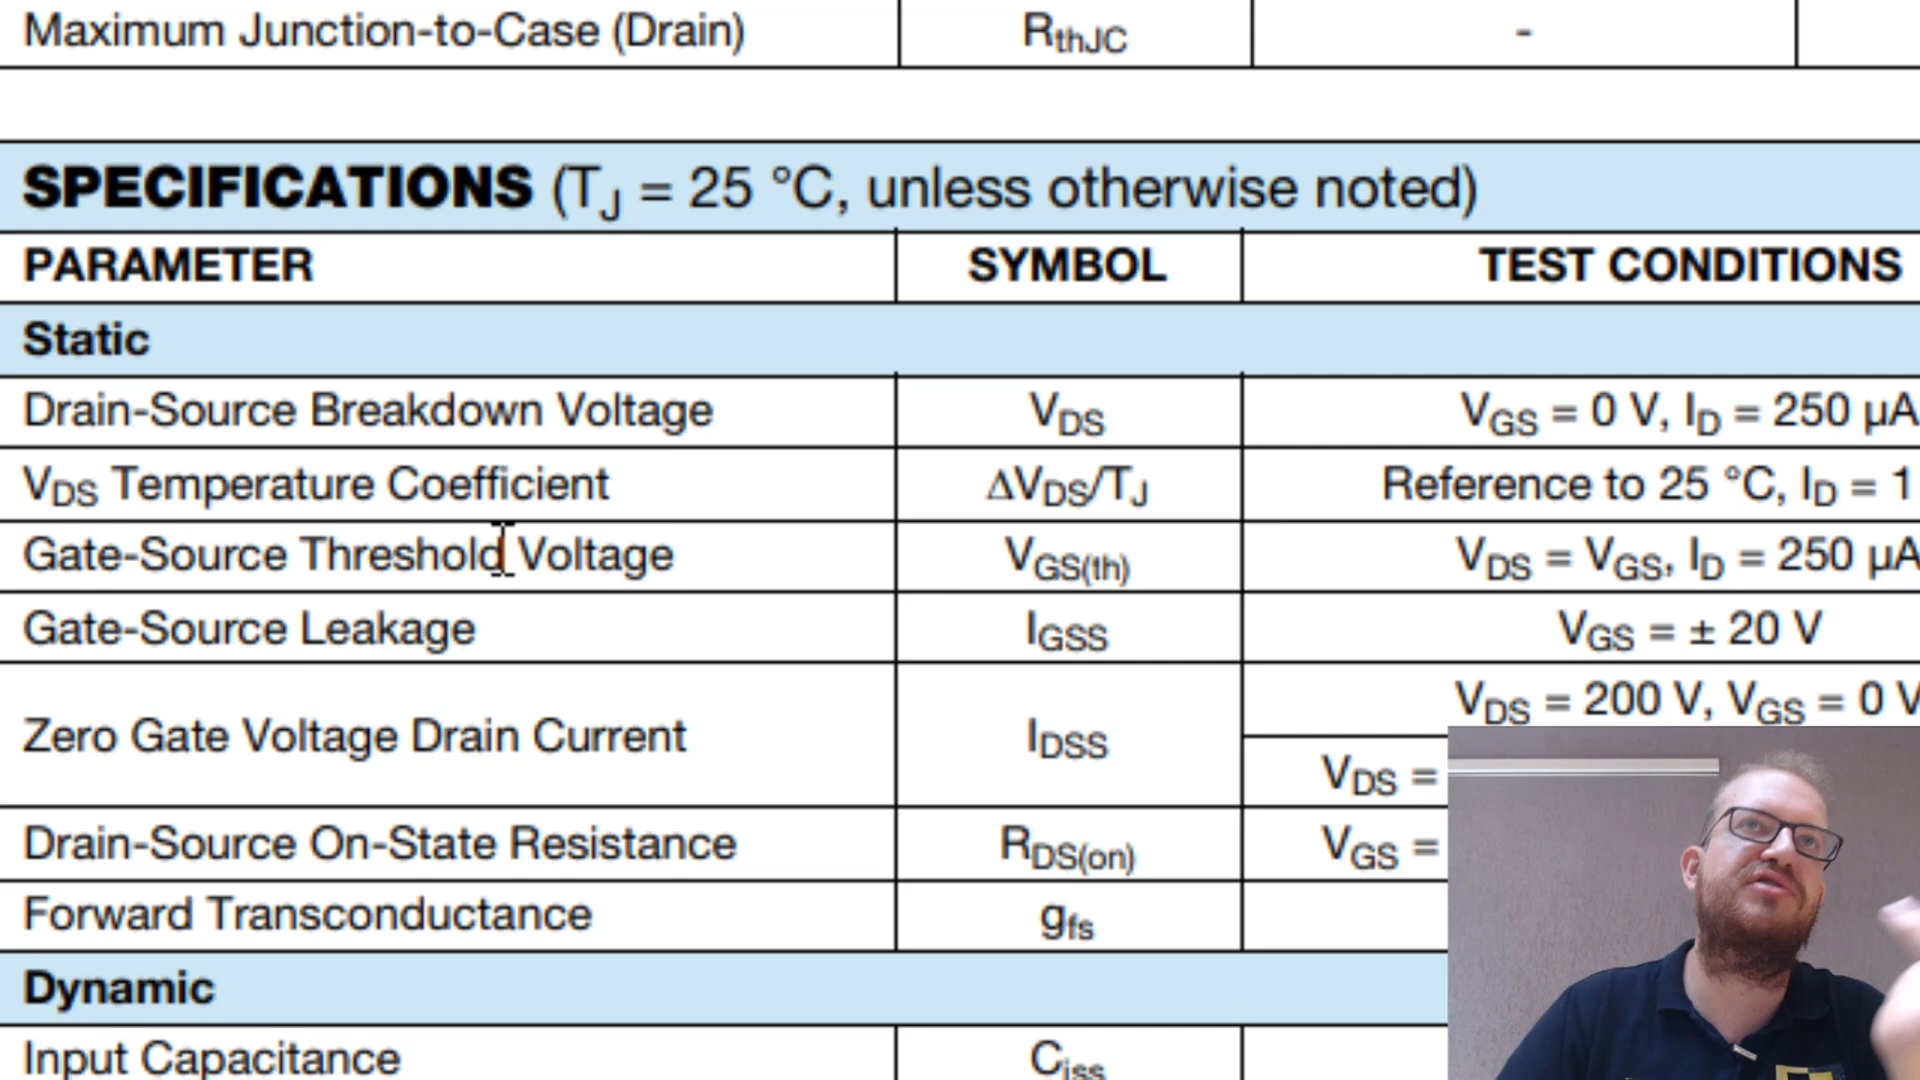 Maximum Junction-to-Case (Drain) RthJC -
SPECIFICATIONS (TJ = 25 °C, unless otherwise noted)
PARAMETER SYMBOL TEST CONDITIONS
Static
Drain-Source Breakdown Voltage VDS VGS = 0 V, ID = 250 µA
VDS Temperature Coefficient ΔVDS/TJ Reference to 25 °C, ID = 1
Gate-Source Threshold Voltage VGS(th) VDS = VGS, ID = 250 µA
Gate-Source Leakage IGSS VGS = ± 20 V
Zero Gate Voltage Drain Current IDSS VDS = 200 V, VGS = 0 V
VDS =
Drain-Source On-State Resistance RDS(on) VGS =
Forward Transconductance gfs
Dynamic
Input Capacitance Ciss